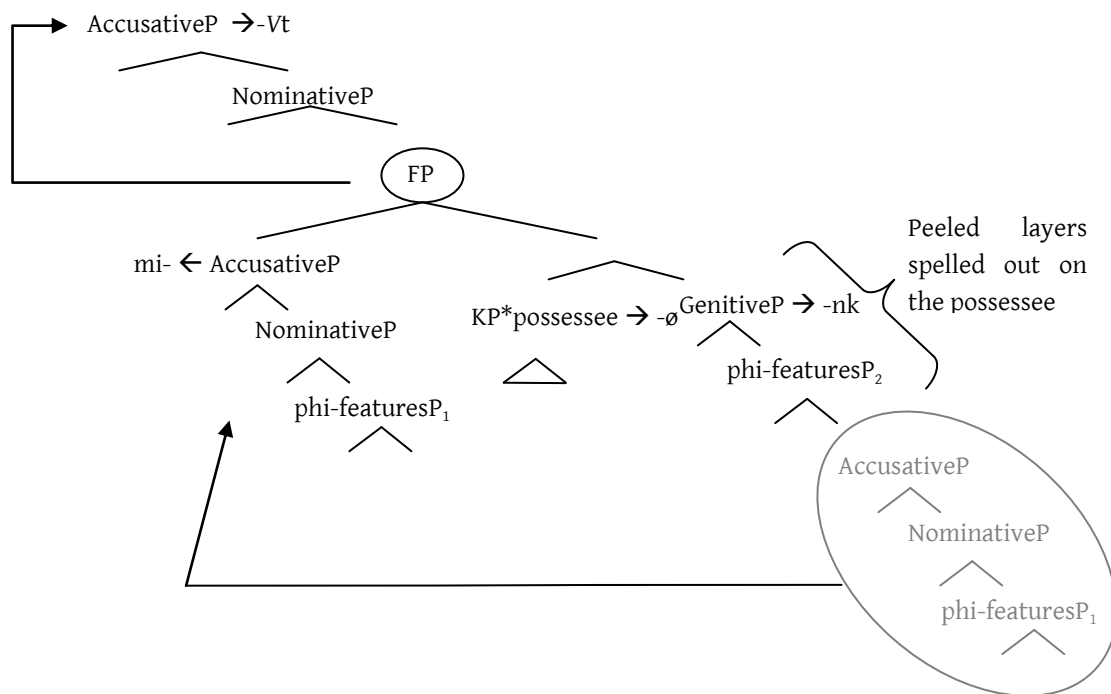 AccusativeP → -Vt
NominativeP
FP
Peeled layers
spelled out on
the possessee
mi- ← AccusativeP
KP*possessee → -ø GenitiveP → -nk
NominativeP
phi-featuresP₂
phi-featuresP₁
AccusativeP
NominativeP
phi-featuresP₁